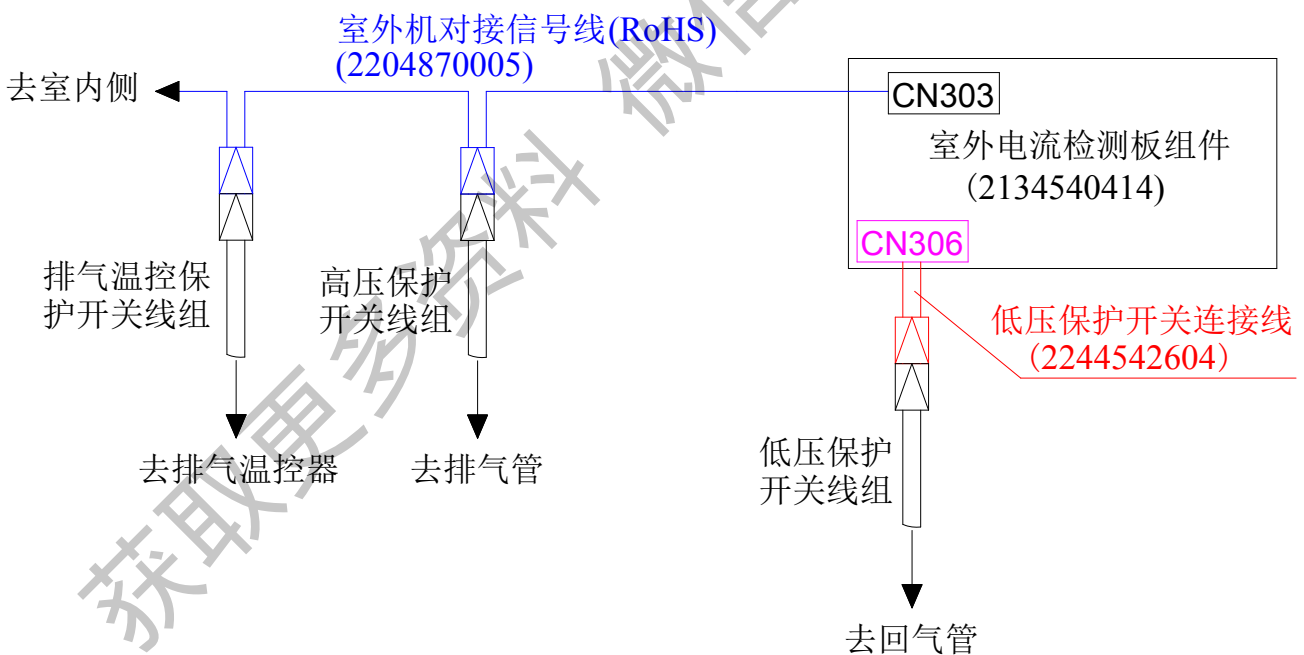 室外机对接信号线(RoHS)
(2204870005)
去室内侧
CN303
室外电流检测板组件
(2134540414)
CN306
排气温控保
护开关线组
高压保护
开关线组
低压保护开关连接线
(2244542604)
去排气温控器
去排气管
低压保护
开关线组
去回气管
获取更多资料 微信